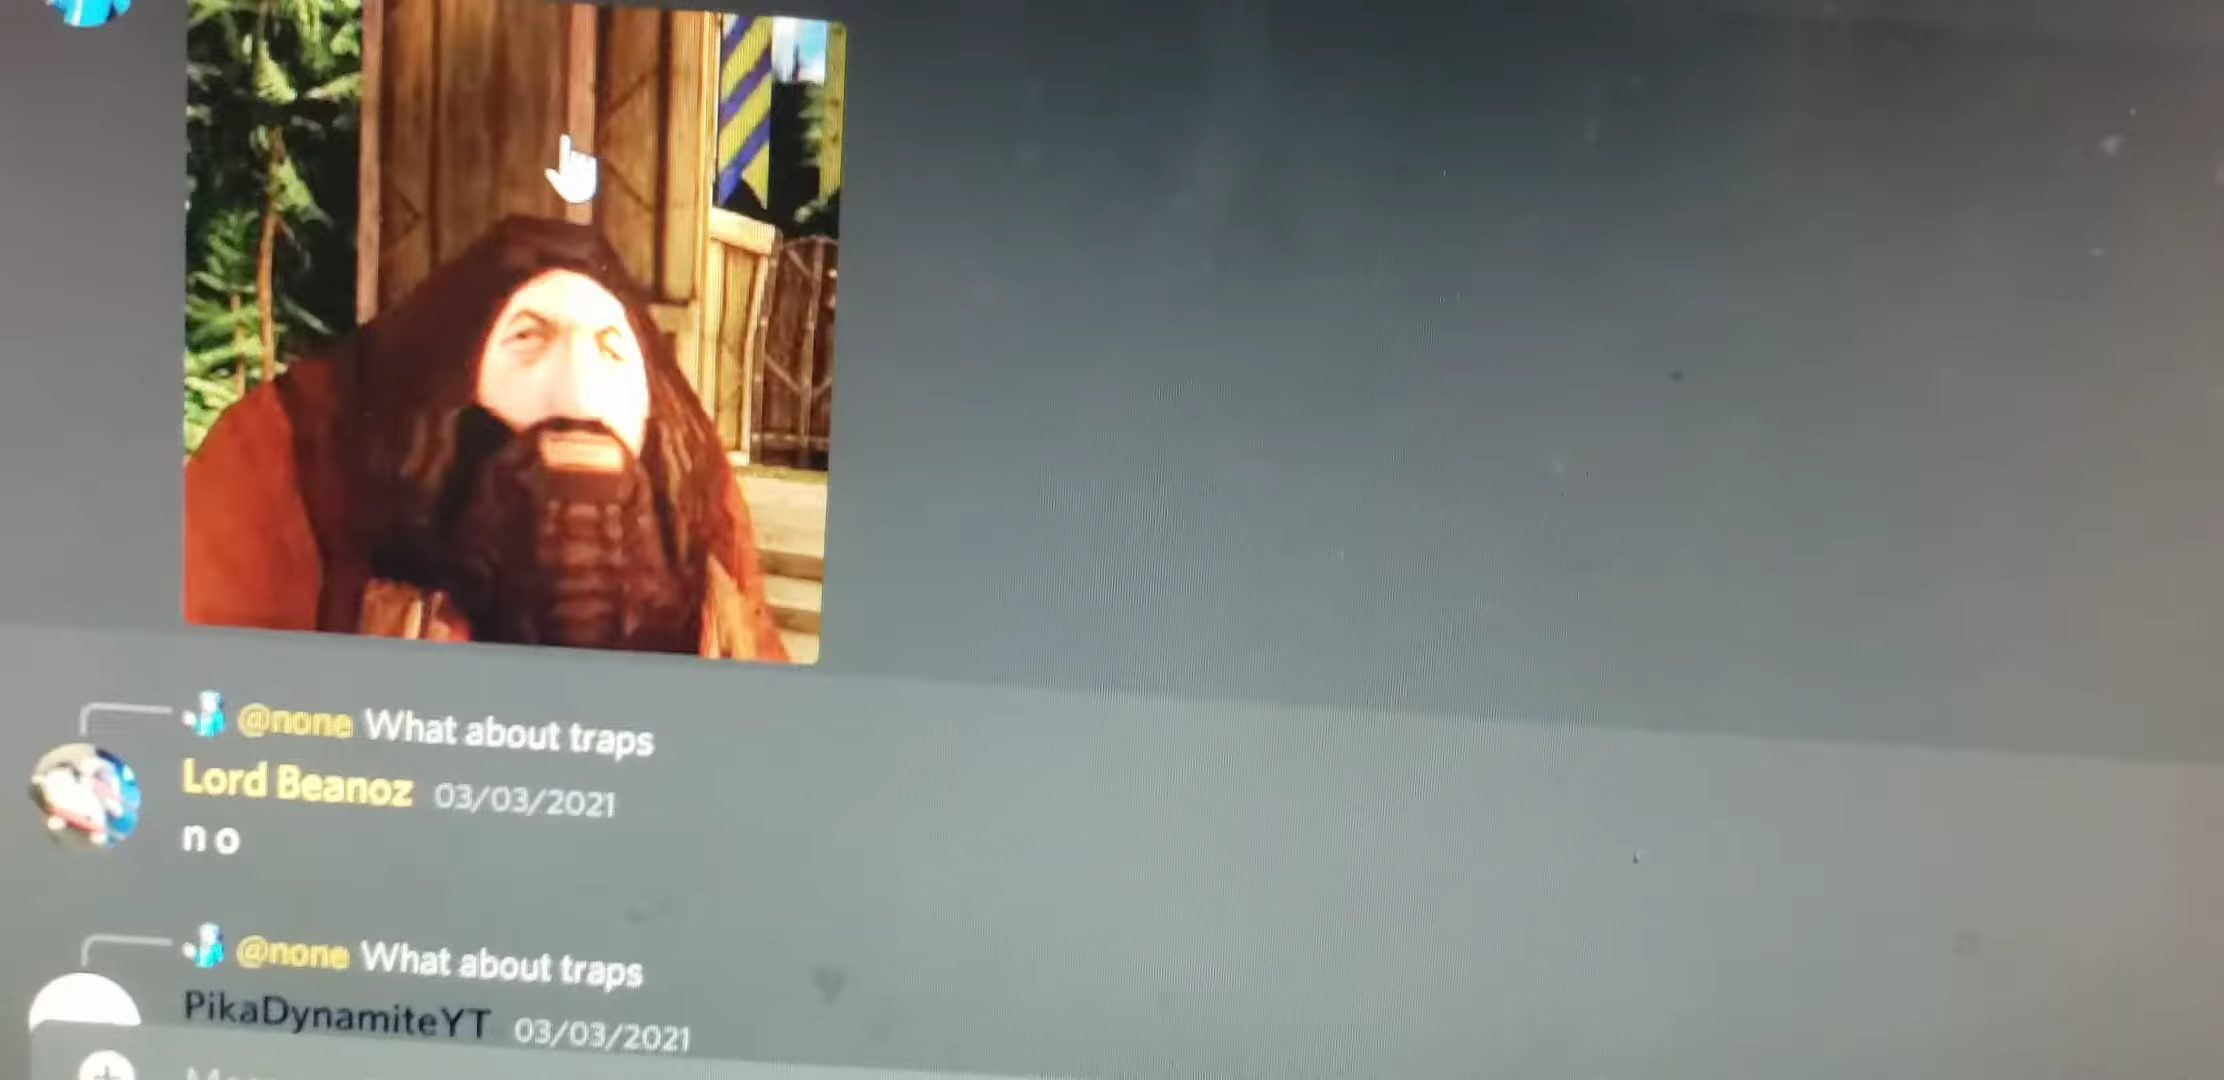 @none What about traps
Lord Beanoz 03/03/2021
n o
@none What about traps
PikaDynamiteYT 03/03/2021